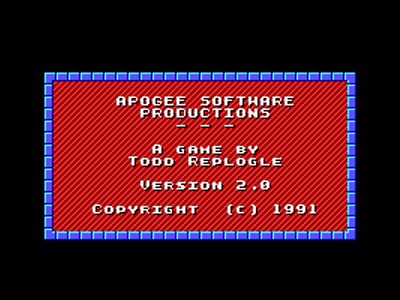 APOGEE SOFTWARE
PRODUCTIONS
- - -
A GAME BY
TODD REPLOGLE
VERSION 2.0
COPYRIGHT (C) 1991